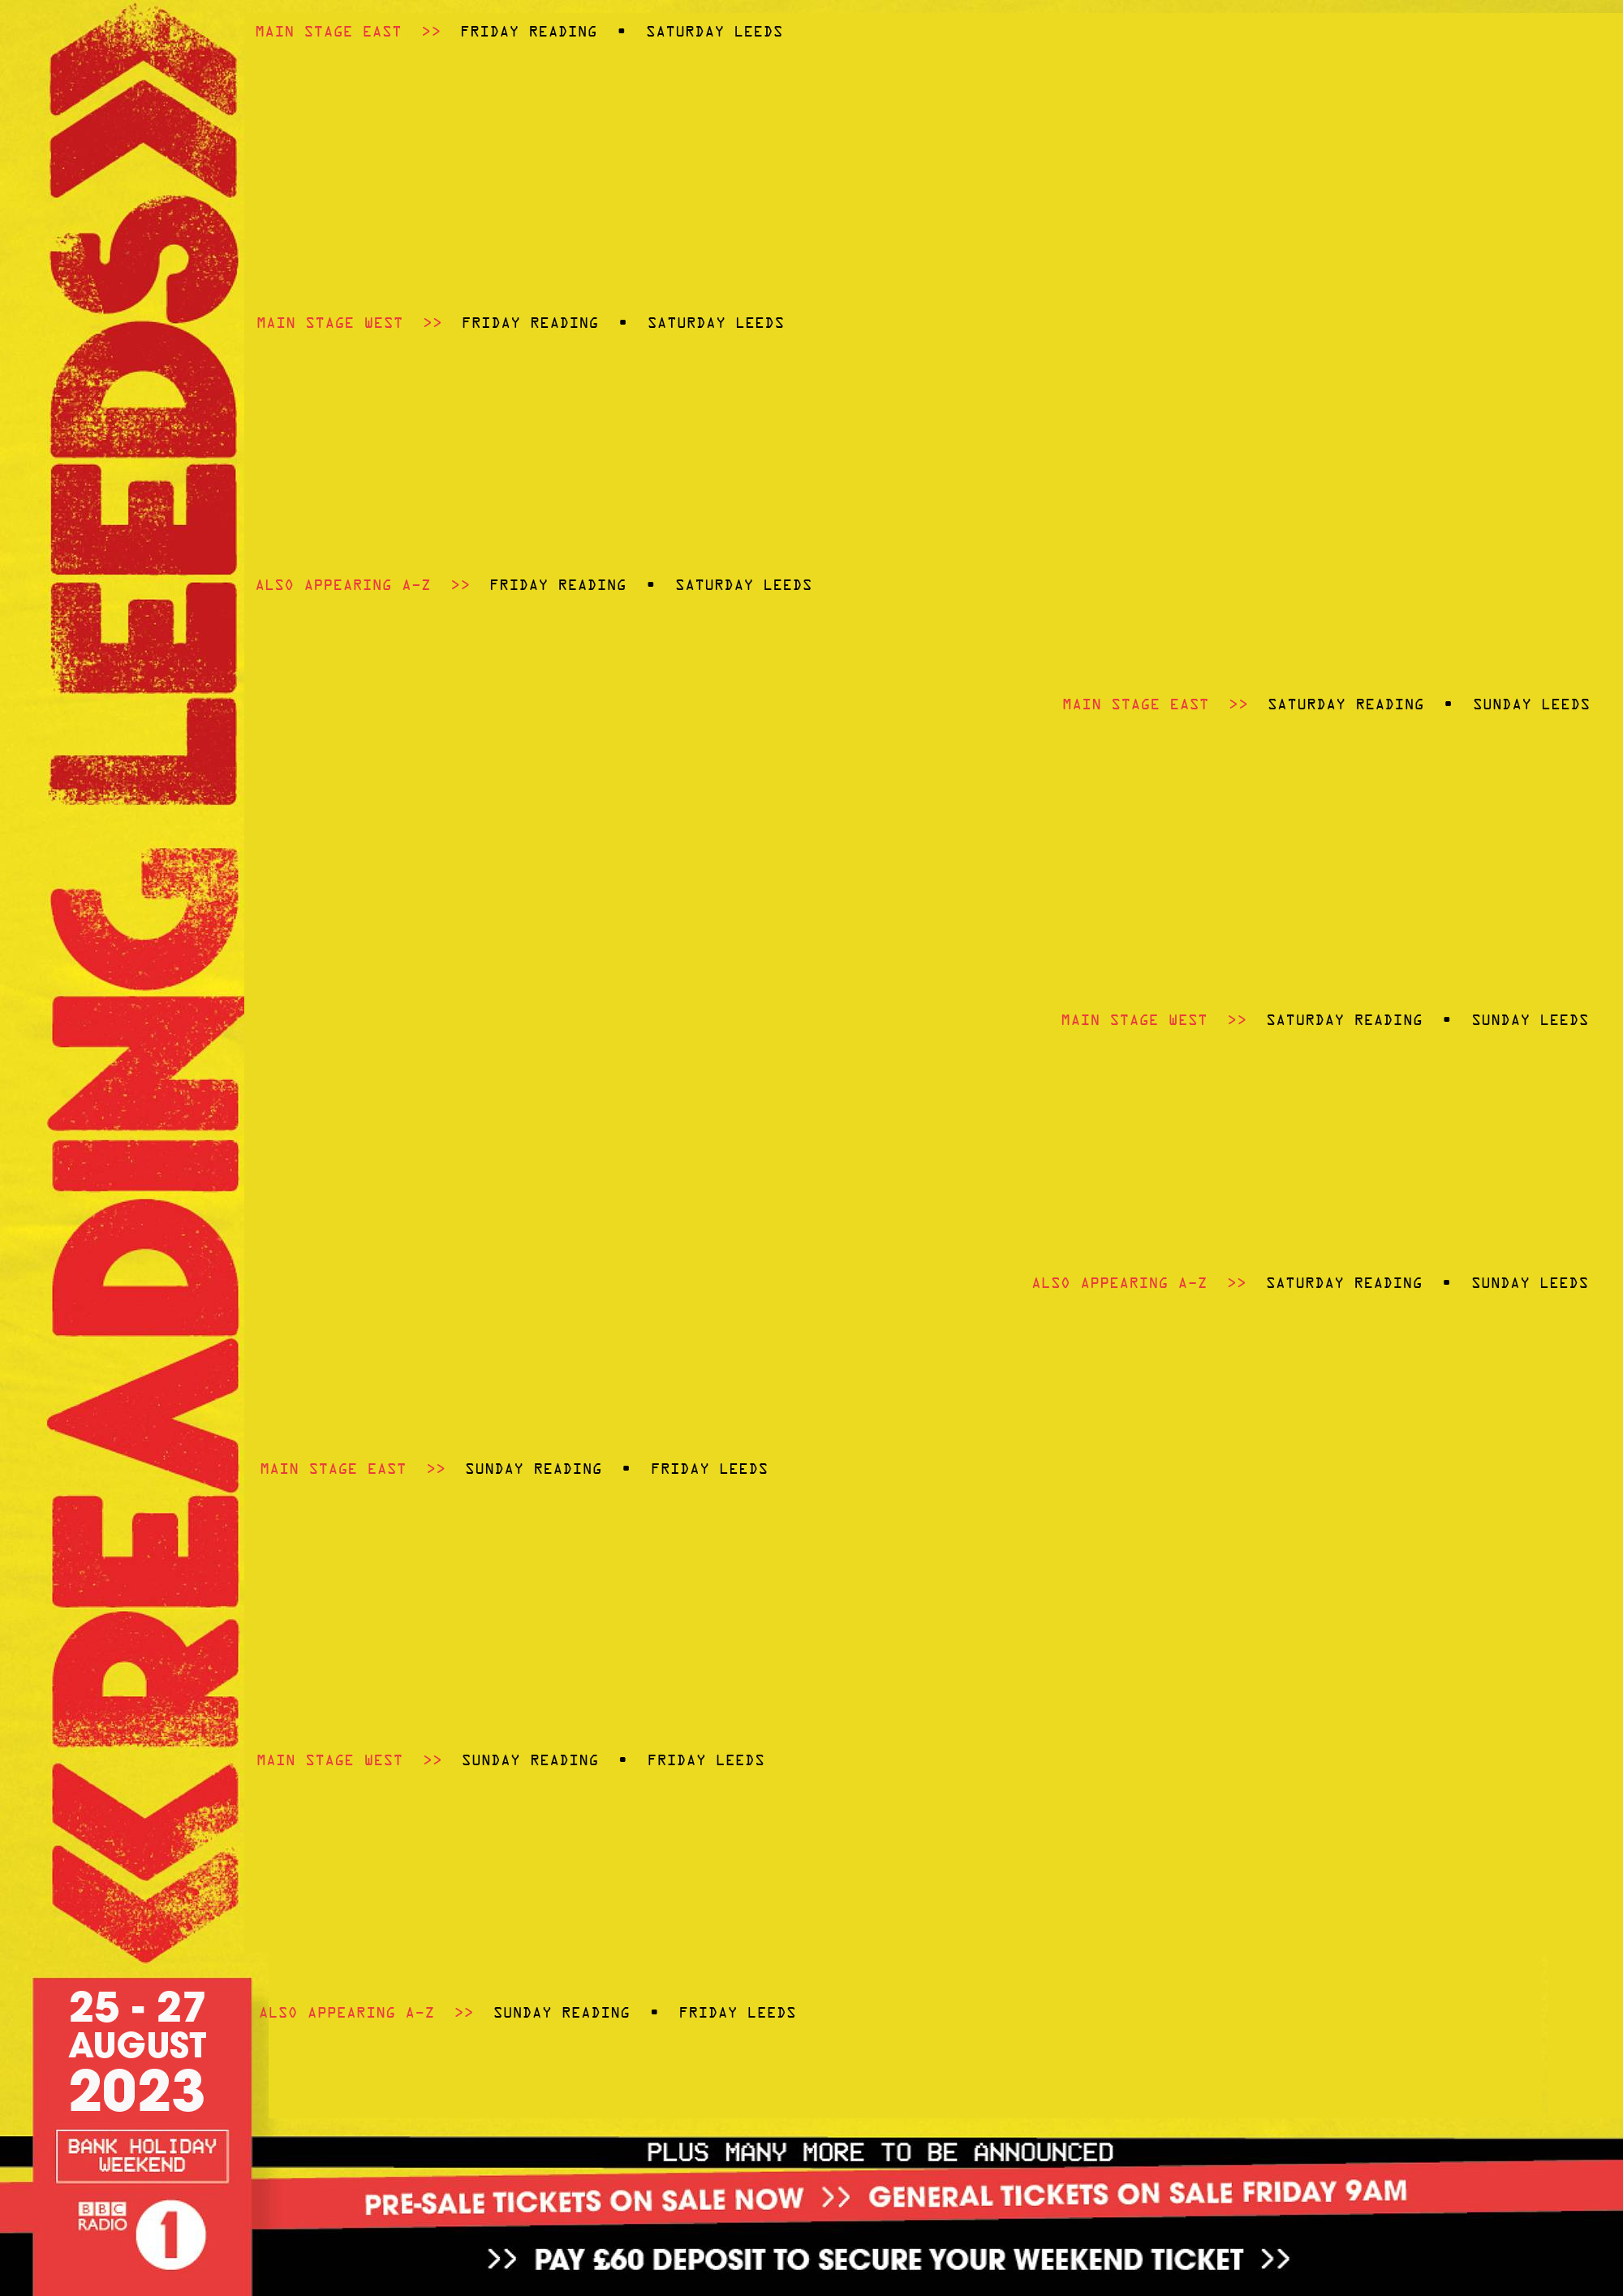 MAIN STAGE EAST >> FRIDAY READING • SATURDAY LEEDS
MAIN STAGE WEST >> FRIDAY READING • SATURDAY LEEDS
ALSO APPEARING A-Z >> FRIDAY READING • SATURDAY LEEDS
MAIN STAGE EAST >> SATURDAY READING • SUNDAY LEEDS
MAIN STAGE WEST >> SATURDAY READING • SUNDAY LEEDS
ALSO APPEARING A-Z >> SATURDAY READING • SUNDAY LEEDS
MAIN STAGE EAST >> SUNDAY READING • FRIDAY LEEDS
MAIN STAGE WEST >> SUNDAY READING • FRIDAY LEEDS
ALSO APPEARING A-Z >> SUNDAY READING • FRIDAY LEEDS
<< READING LEEDS >>
25 - 27
AUGUST
2023
BANK HOLIDAY
WEEKEND
BBC
RADIO 1
PLUS MANY MORE TO BE ANNOUNCED
PRE-SALE TICKETS ON SALE NOW >> GENERAL TICKETS ON SALE FRIDAY 9AM
>> PAY £60 DEPOSIT TO SECURE YOUR WEEKEND TICKET >>